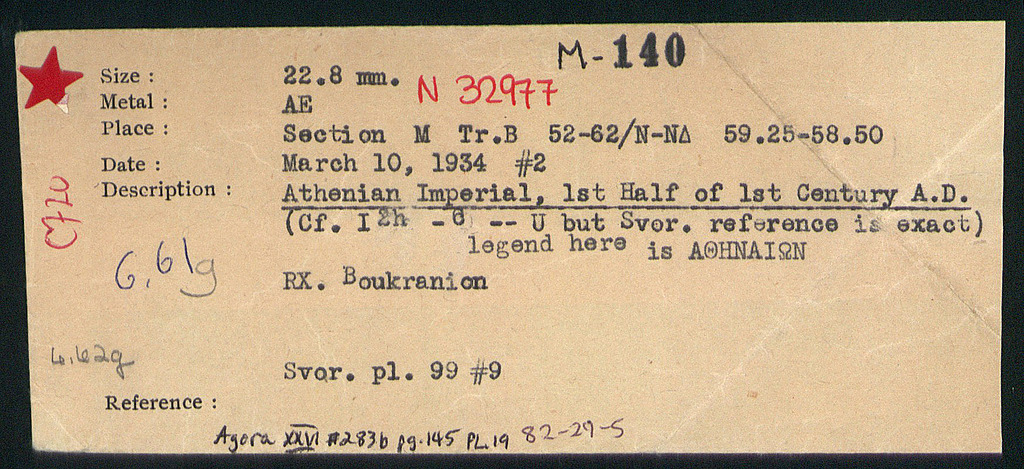 M-140
Size : 22.8 mm. N 32977
Metal : AE
Place : Section M Tr.B 52-62/N-NΔ 59.25-58.50
Date : March 10, 1934 #2
Description : Athenian Imperial, 1st Half of 1st Century A.D.
(Cf. I 2h - 6 -- U but Svor. reference is exact)
legend here is ΑΘΗΝΑΙΩΝ
6.61g
RX. Boukranion
6.62g
Svor. pl. 99 #9
Reference :
Agora XXVI #283b pg.145 PL.19 82-29-5